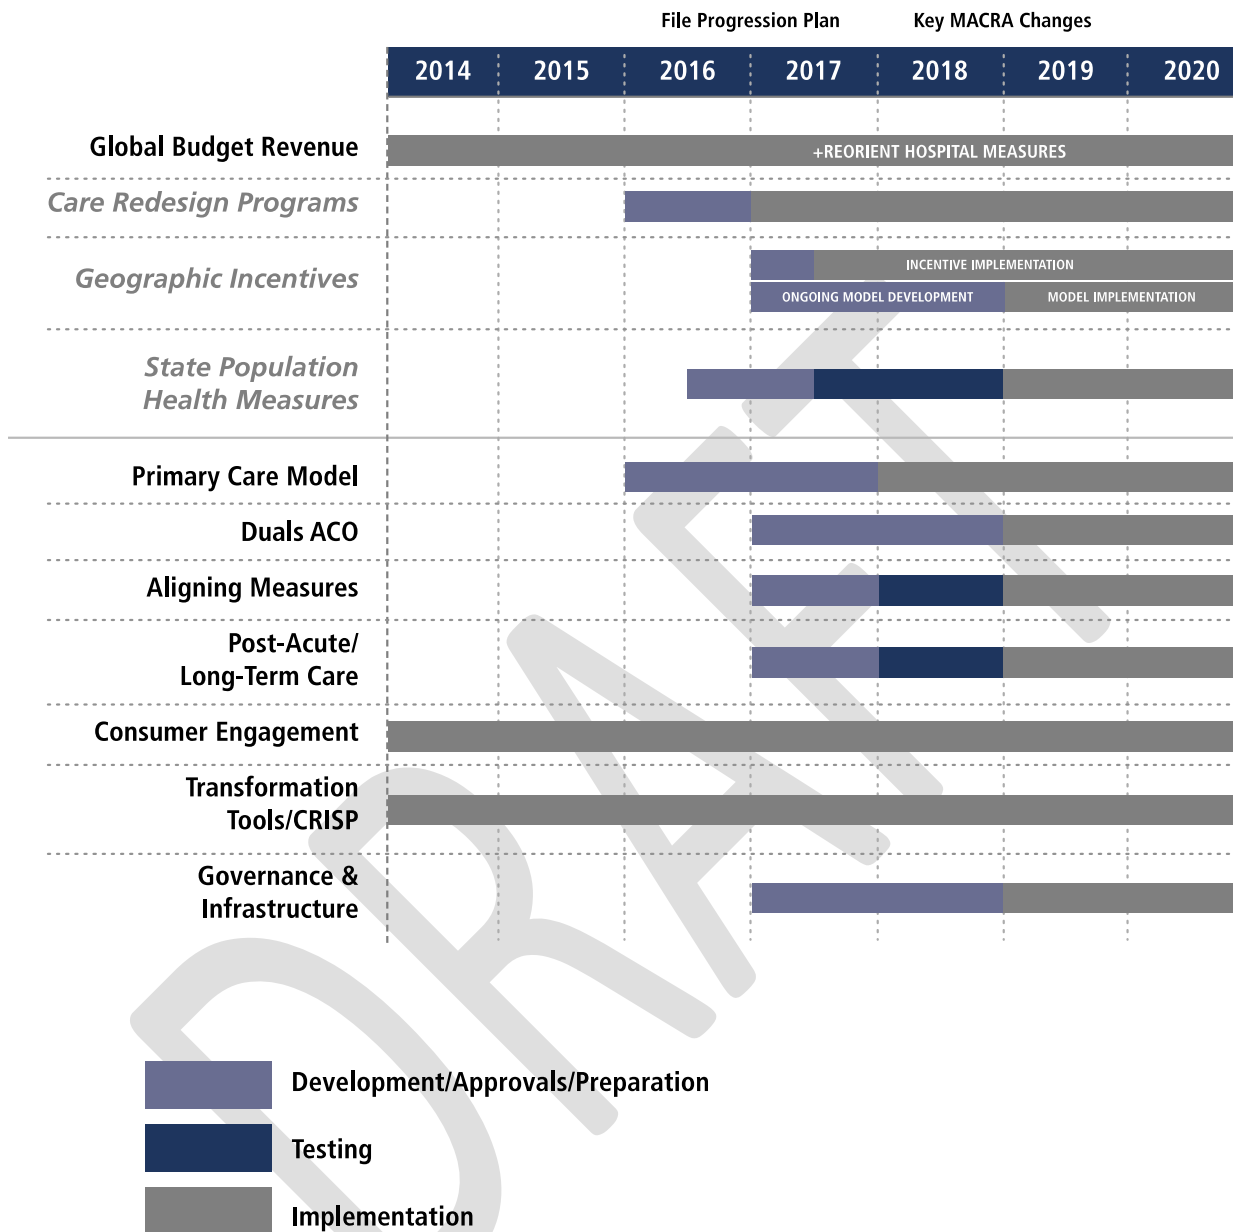 File Progression Plan
Key MACRA Changes
2014 2015 2016 2017 2018 2019 2020
Global Budget Revenue
+REORIENT HOSPITAL MEASURES
Care Redesign Programs
Geographic Incentives
INCENTIVE IMPLEMENTATION
ONGOING MODEL DEVELOPMENT
MODEL IMPLEMENTATION
State Population
Health Measures
Primary Care Model
Duals ACO
Aligning Measures
Post-Acute/
Long-Term Care
Consumer Engagement
Transformation
Tools/CRISP
Governance &
Infrastructure
Development/Approvals/Preparation
Testing
Implementation
DRAFT